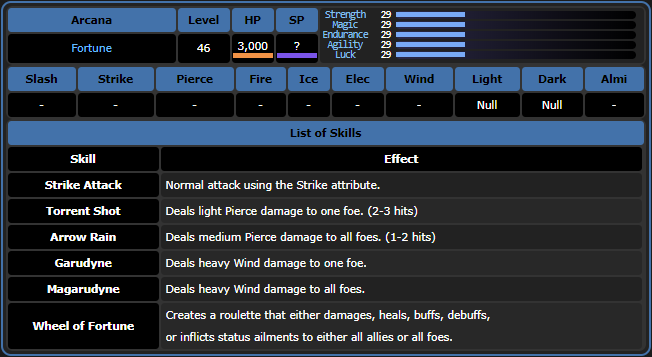 Arcana Level HP SP
Fortune 46 3,000 ?
Strength 29
Magic 29
Endurance 29
Agility 29
Luck 29
Slash Strike Pierce Fire Ice Elec Wind Light Dark Almi
- - - - - - - Null Null -
List of Skills
Skill Effect
Strike Attack Normal attack using the Strike attribute.
Torrent Shot Deals light Pierce damage to one foe. (2-3 hits)
Arrow Rain Deals medium Pierce damage to all foes. (1-2 hits)
Garudyne Deals heavy Wind damage to one foe.
Magarudyne Deals heavy Wind damage to all foes.
Wheel of Fortune Creates a roulette that either damages, heals, buffs, debuffs,
or inflicts status ailments to either all allies or all foes.